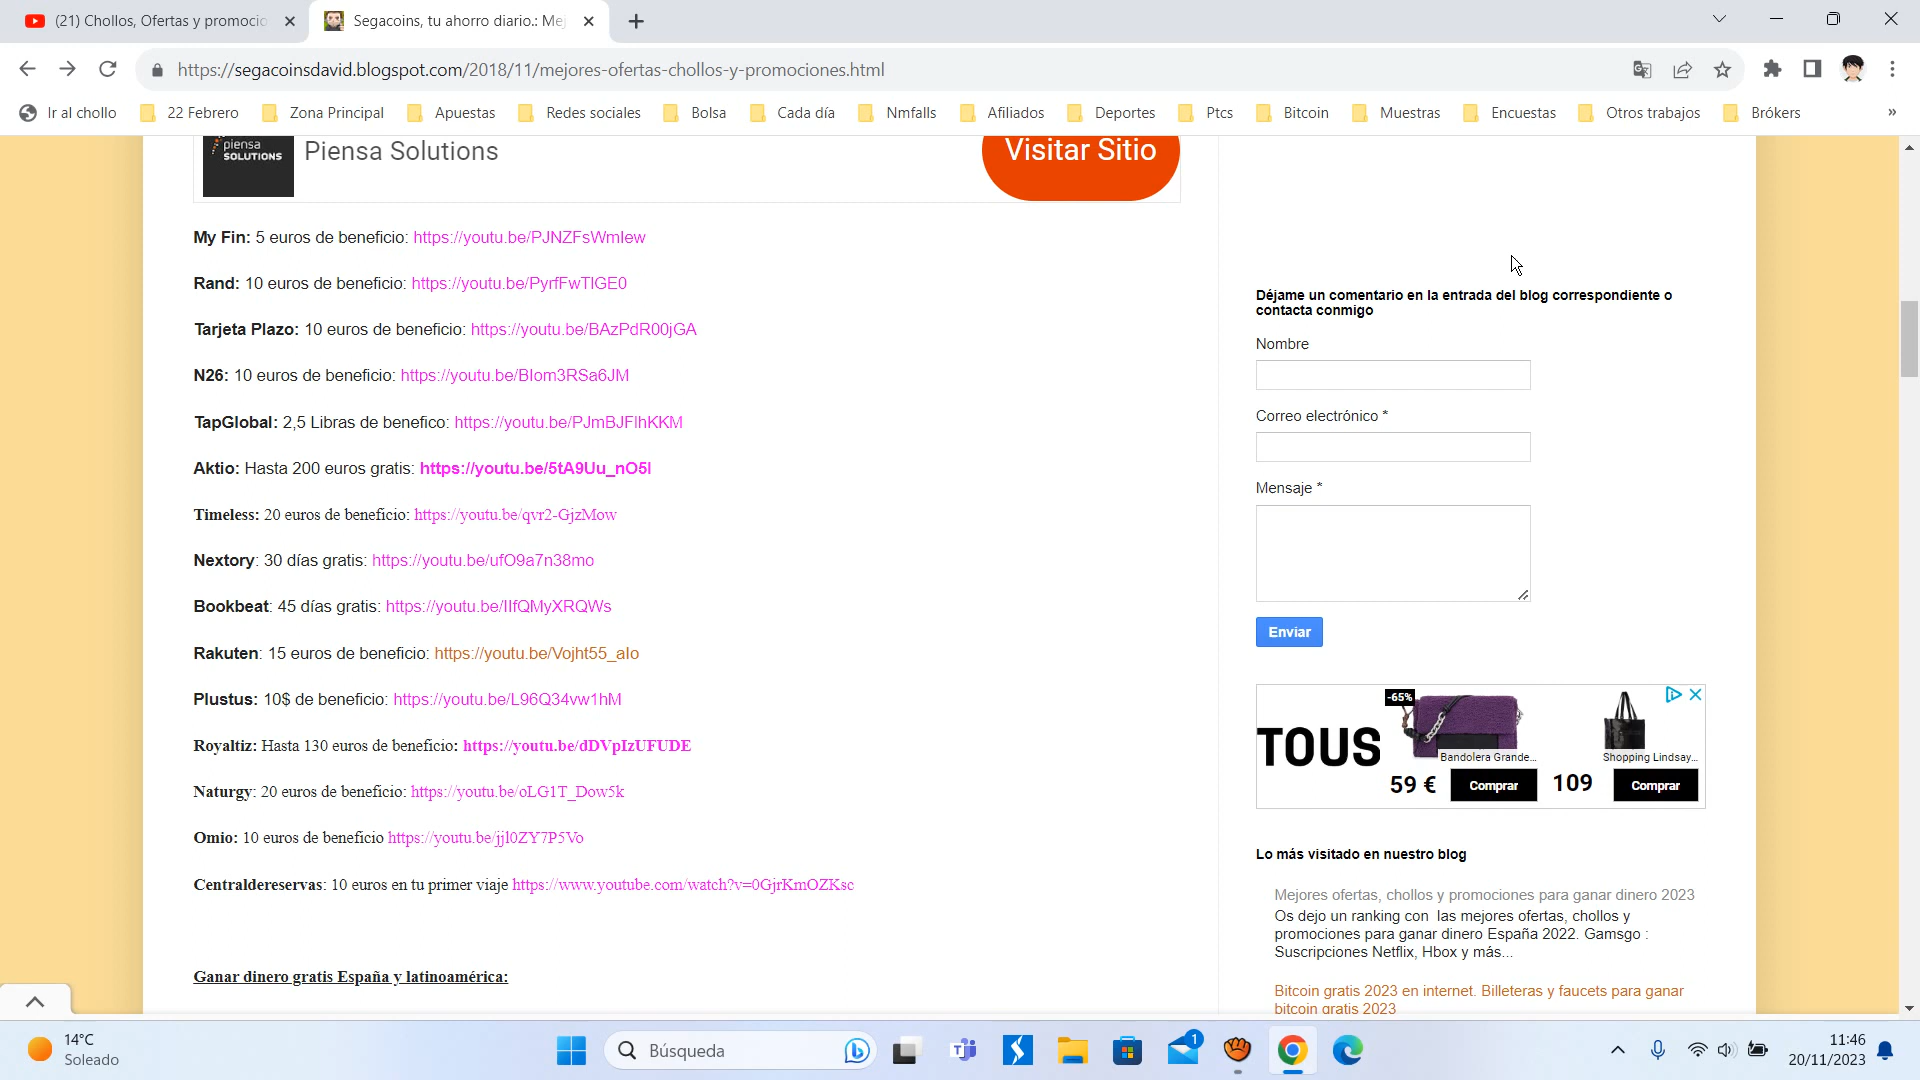 (21) Chollos, Ofertas y promocio
Segacoins, tu ahorro diario.: Me
https://segacoinsdavid.blogspot.com/2018/11/mejores-ofertas-chollos-y-promociones.html
Ir al chollo
22 Febrero
Zona Principal
Apuestas
Redes sociales
Bolsa
Cada día
Nmfalls
Afiliados
Deportes
Ptcs
Bitcoin
Muestras
Encuestas
Otros trabajos
Brókers
»
piensa
SOLUTIONS
Piensa Solutions
Visitar Sitio
My Fin: 5 euros de beneficio: https://youtu.be/PJNZFsWmIew
Rand: 10 euros de beneficio: https://youtu.be/PyrfFwTIGE0
Tarjeta Plazo: 10 euros de beneficio: https://youtu.be/BAzPdR00jGA
N26: 10 euros de beneficio: https://youtu.be/BIom3RSa6JM
TapGlobal: 2,5 Libras de benefico: https://youtu.be/PJmBJFlhKKM
Aktio: Hasta 200 euros gratis: https://youtu.be/5tA9Uu_nO5I
Timeless: 20 euros de beneficio: https://youtu.be/qvr2-GjzMow
Nextory: 30 días gratis: https://youtu.be/ufO9a7n38mo
Bookbeat: 45 días gratis: https://youtu.be/IIfQMyXRQWs
Rakuten: 15 euros de beneficio: https://youtu.be/Vojht55_alo
Plustus: 10$ de beneficio: https://youtu.be/L96Q34vw1hM
Royaltiz: Hasta 130 euros de beneficio: https://youtu.be/dDVpIzUFUDE
Naturgy: 20 euros de beneficio: https://youtu.be/oLG1T_Dow5k
Omio: 10 euros de beneficio https://youtu.be/jjl0ZY7P5Vo
Centraldereservas: 10 euros en tu primer viaje https://www.youtube.com/watch?v=0GjrKmOZKsc
Ganar dinero gratis España y latinoamérica:
Déjame un comentario en la entrada del blog correspondiente o
contacta conmigo
Nombre
Correo electrónico *
Mensaje *
Enviar
-65%
TOUS
Bandolera Grande...
59 €
Comprar
Shopping Lindsay...
109
Comprar
Lo más visitado en nuestro blog
Mejores ofertas, chollos y promociones para ganar dinero 2023
Os dejo un ranking con las mejores ofertas, chollos y
promociones para ganar dinero España 2022. Gamsgo :
Suscripciones Netflix, Hbox y más...
Bitcoin gratis 2023 en internet. Billeteras y faucets para ganar
bitcoin gratis 2023
14°C
Soleado
Búsqueda
1
11:46
20/11/2023